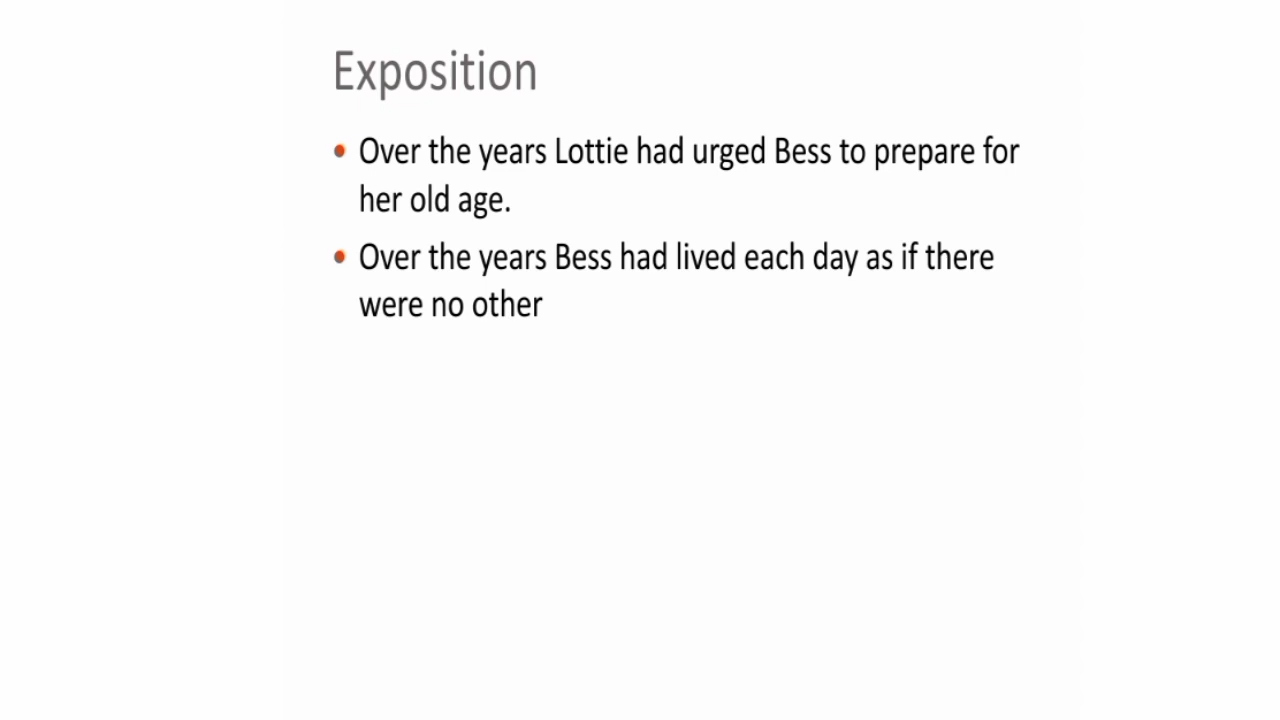 Exposition
• Over the years Lottie had urged Bess to prepare for
her old age.
• Over the years Bess had lived each day as if there
were no other